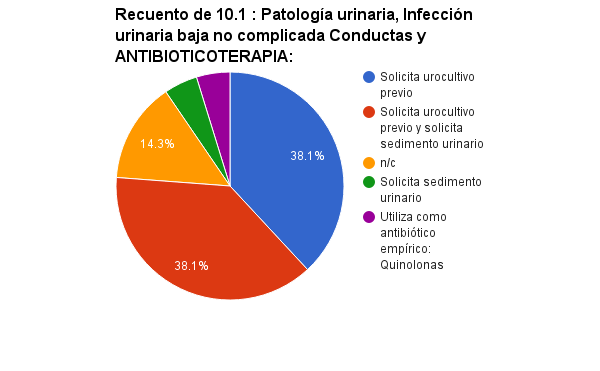 Recuento de 10.1 : Patología urinaria, Infección
urinaria baja no complicada Conductas y
ANTIBIOTICOTERAPIA:
Solicita urocultivo
previo
Solicita urocultivo
previo y solicita
sedimento urinario
n/c
Solicita sedimento
urinario
Utiliza como
antibiótico
empírico:
Quinolonas
38.1%
14.3%
38.1%